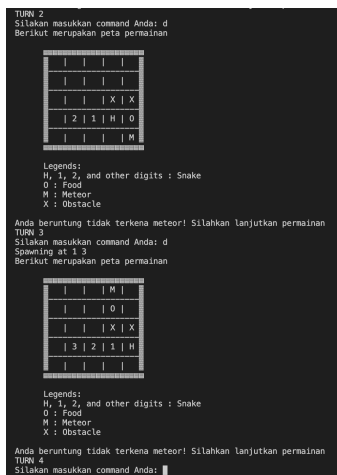 TURN 2
Silakan masukkan command Anda: d
Berikut merupakan peta permainan
| | | |
| | | |
| | | X | X
| 2 | 1 | H | O
| | | | M
Legends:
H, 1, 2, and other digits : Snake
O : Food
M : Meteor
X : Obstacle
Anda beruntung tidak terkena meteor! Silahkan lanjutkan permainan
TURN 3
Silakan masukkan command Anda: d
Spawning at 1 3
Berikut merupakan peta permainan
| | | M |
| | | O |
| | | X | X
| 3 | 2 | 1 | H
| | | |
Legends:
H, 1, 2, and other digits : Snake
O : Food
M : Meteor
X : Obstacle
Anda beruntung tidak terkena meteor! Silahkan lanjutkan permainan
TURN 4
Silakan masukkan command Anda: